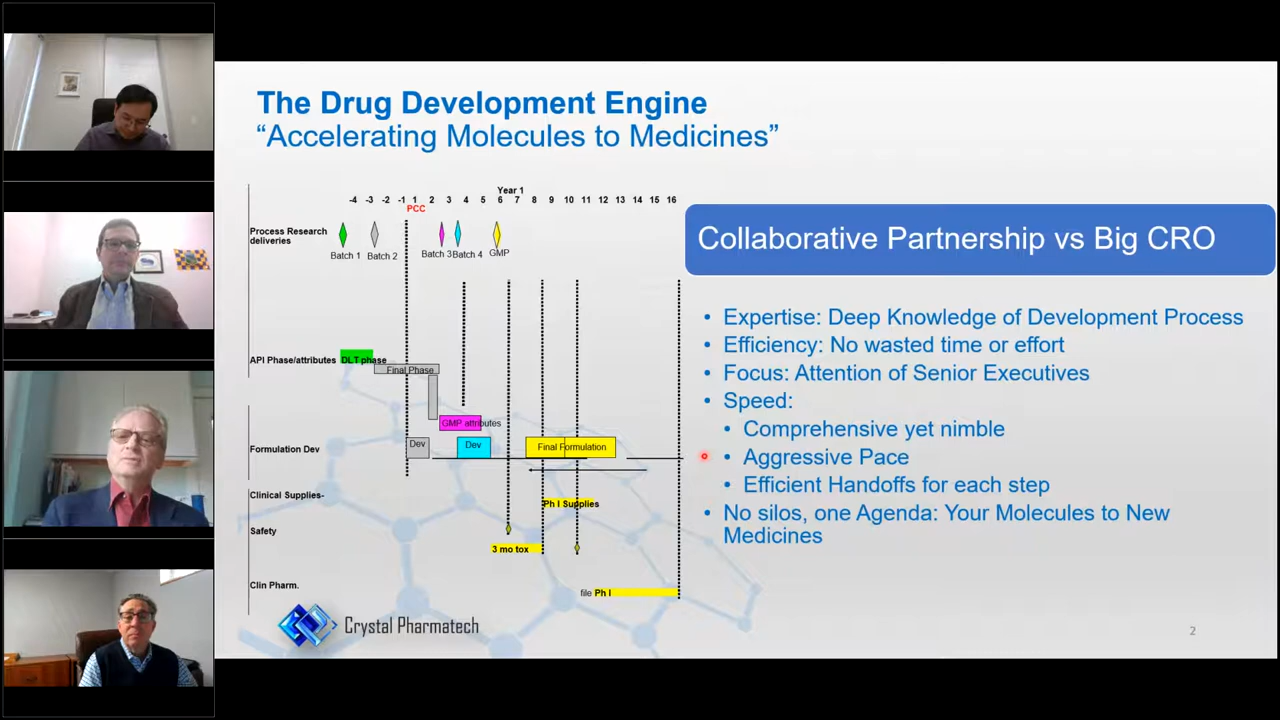 The Drug Development Engine
“Accelerating Molecules to Medicines”
Year 1
-4 -3 -2 -1 1 2 3 4 5 6 7 8 9 10 11 12 13 14 15 16
PCC
Process Research
deliveries
Batch 1 Batch 2 Batch 3 Batch 4 GMP
API Phase/attributes DLT phase
Final Phase
GMP attributes
Formulation Dev
Dev Dev Final Formulation
Clinical Supplies-
Ph I Supplies
Safety
3 mo tox
Clin Pharm.
file Ph I
Crystal Pharmatech
Collaborative Partnership vs Big CRO
• Expertise: Deep Knowledge of Development Process
• Efficiency: No wasted time or effort
• Focus: Attention of Senior Executives
• Speed:
• Comprehensive yet nimble
• Aggressive Pace
• Efficient Handoffs for each step
• No silos, one Agenda: Your Molecules to New
Medicines
2